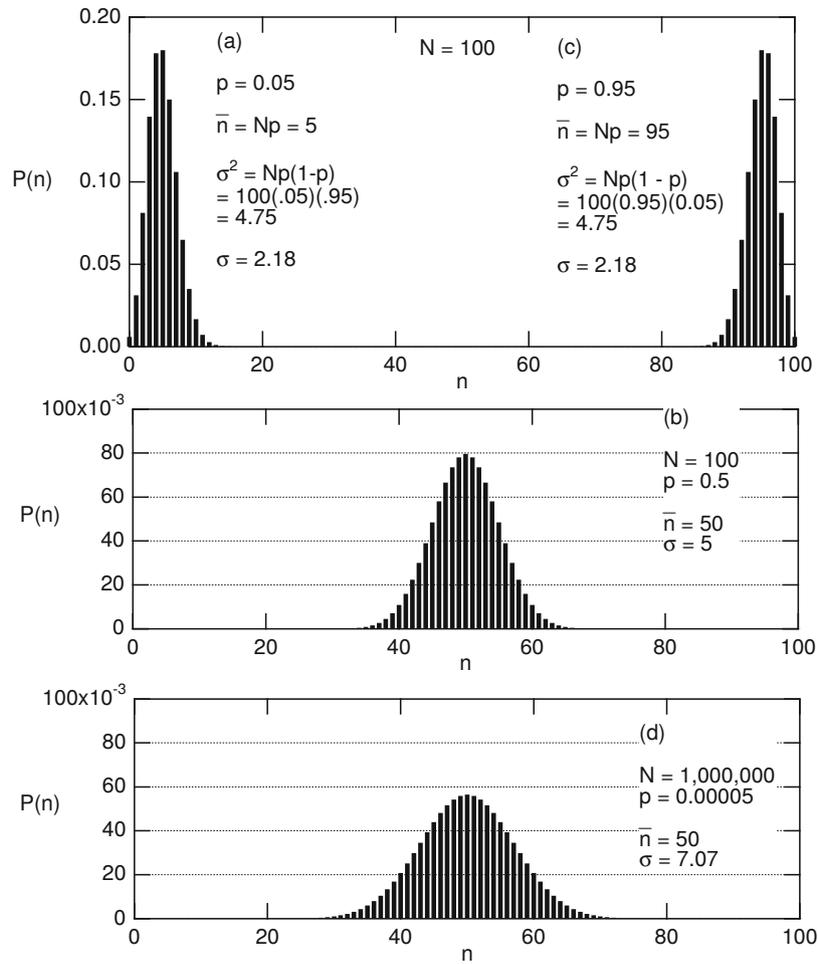 0.20
0.15
0.10
0.05
0.00
P(n)
(a)
p = 0.05
n̅ = Np = 5
σ² = Np(1-p)
= 100(.05)(.95)
= 4.75
σ = 2.18
N = 100
(c)
p = 0.95
n̅ = Np = 95
σ² = Np(1 - p)
= 100(0.95)(0.05)
= 4.75
σ = 2.18
0 20 40 60 80 100
n
100x10⁻³
80
60
40
20
0
P(n)
(b)
N = 100
p = 0.5
n̅ = 50
σ = 5
0 20 40 60 80 100
n
100x10⁻³
80
60
40
20
0
P(n)
(d)
N = 1,000,000
p = 0.00005
n̅ = 50
σ = 7.07
0 20 40 60 80 100
n